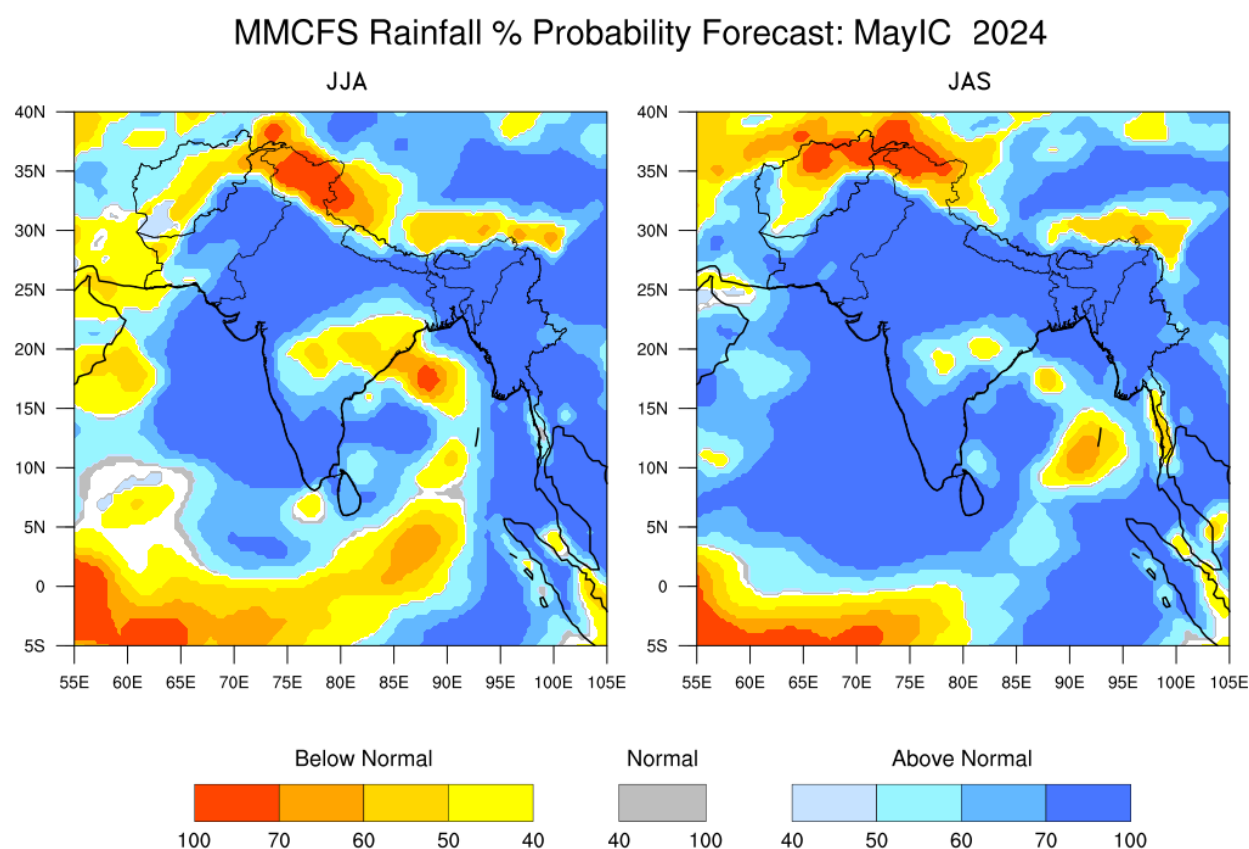 MMCFS Rainfall % Probability Forecast: MayIC 2024
JJA
JAS
40N
35N
30N
25N
20N
15N
10N
5N
0
5S
55E 60E 65E 70E 75E 80E 85E 90E 95E 100E 105E
40N
35N
30N
25N
20N
15N
10N
5N
0
5S
55E 60E 65E 70E 75E 80E 85E 90E 95E 100E 105E
Below Normal
100 70 60 50 40
Normal
40 100
Above Normal
40 50 60 70 100